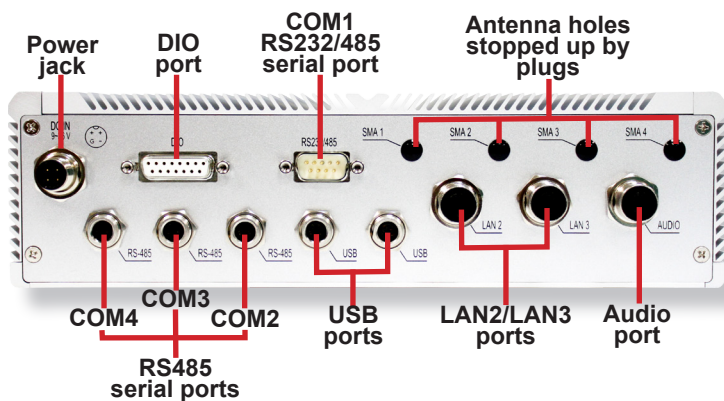 Power
jack
DIO
port
COM1
RS232/485
serial port
Antenna holes
stopped up by
plugs
DC IN
G
DIO
RS232/485
SMA 1
SMA 2
SMA 3
SMA 4
RS-485
RS-485
RS-485
USB
USB
LAN 2
LAN 3
AUDIO
COM4
COM3
COM2
RS485
serial ports
USB
ports
LAN2/LAN3
ports
Audio
port